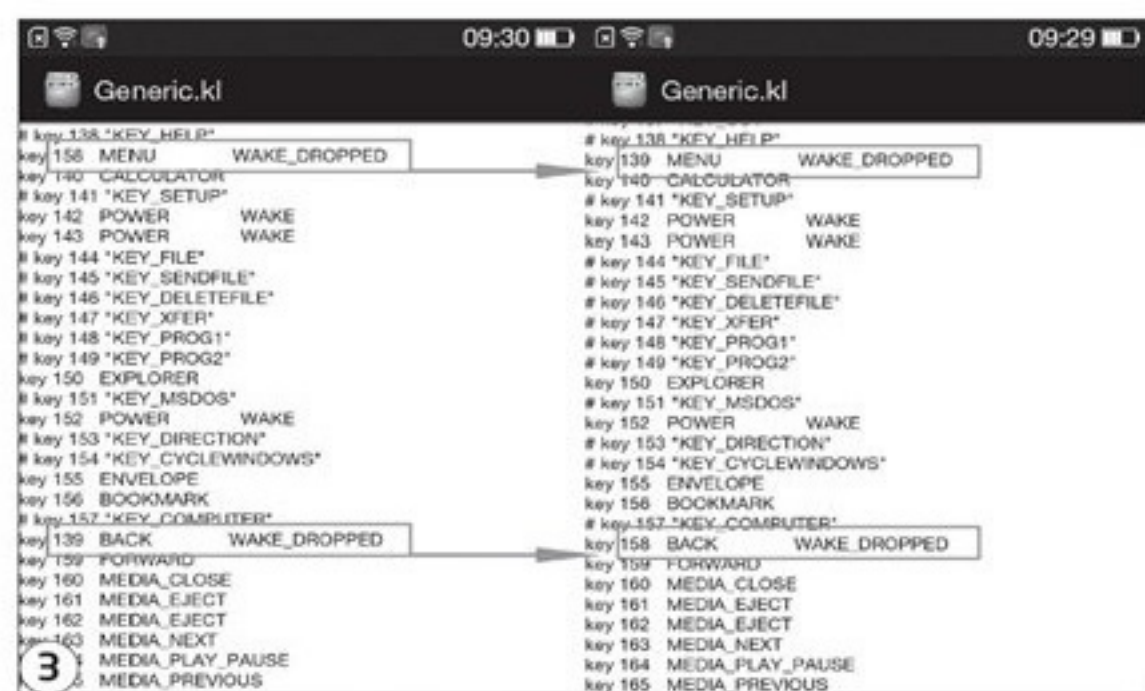 09:30
Generic.kl
# key 138 "KEY_HELP"
key 158 MENU WAKE_DROPPED
key 140 CALCULATOR
# key 141 "KEY_SETUP"
key 142 POWER WAKE
key 143 POWER WAKE
# key 144 "KEY_FILE"
# key 145 "KEY_SENDFILE"
# key 146 "KEY_DELETEFILE"
# key 147 "KEY_XFER"
# key 148 "KEY_PROG1"
# key 149 "KEY_PROG2"
key 150 EXPLORER
# key 151 "KEY_MSDOS"
key 152 POWER WAKE
# key 153 "KEY_DIRECTION"
# key 154 "KEY_CYCLEWINDOWS"
key 155 ENVELOPE
key 156 BOOKMARK
# key 157 "KEY_COMPUTER"
key 139 BACK WAKE_DROPPED
key 159 FORWARD
key 160 MEDIA_CLOSE
key 161 MEDIA_EJECT
key 162 MEDIA_EJECT
key 163 MEDIA_NEXT
MEDIA_PLAY_PAUSE
MEDIA_PREVIOUS
3
09:29
Generic.kl
# key 138 "KEY_HELP"
key 139 MENU WAKE_DROPPED
key 140 CALCULATOR
# key 141 "KEY_SETUP"
key 142 POWER WAKE
key 143 POWER WAKE
# key 144 "KEY_FILE"
# key 145 "KEY_SENDFILE"
# key 146 "KEY_DELETEFILE"
# key 147 "KEY_XFER"
# key 148 "KEY_PROG1"
# key 149 "KEY_PROG2"
key 150 EXPLORER
# key 151 "KEY_MSDOS"
key 152 POWER WAKE
# key 153 "KEY_DIRECTION"
# key 154 "KEY_CYCLEWINDOWS"
key 155 ENVELOPE
key 156 BOOKMARK
# key 157 "KEY_COMPUTER"
key 158 BACK WAKE_DROPPED
key 159 FORWARD
key 160 MEDIA_CLOSE
key 161 MEDIA_EJECT
key 162 MEDIA_EJECT
key 163 MEDIA_NEXT
key 164 MEDIA_PLAY_PAUSE
key 165 MEDIA_PREVIOUS